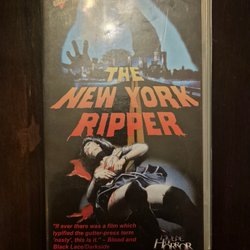 THE
NEW YORK
RIPPER
"If ever there was a film which
typified the gutter-press term
'nasty', this is it." – Blood and
Black Lace/Darkside
HARROR